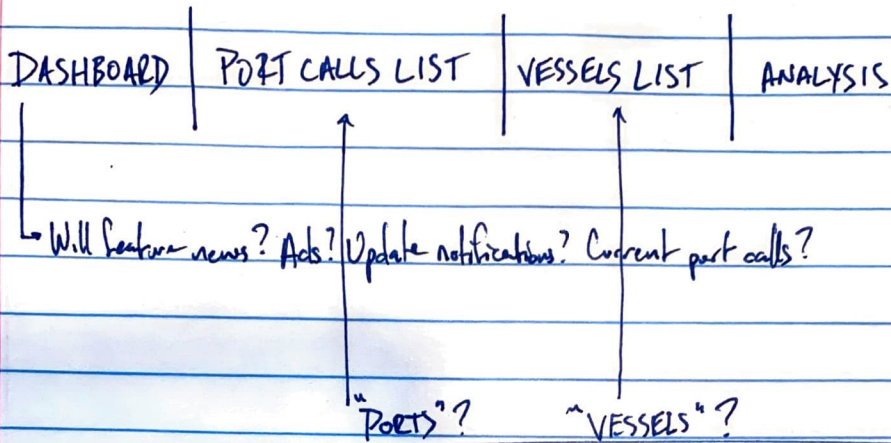 DASHBOARD PORT CALLS LIST VESSELS LIST ANALYSIS
Will feature news? Ads? Update notifications? Current port calls?
"PORTS"? "VESSELS"?